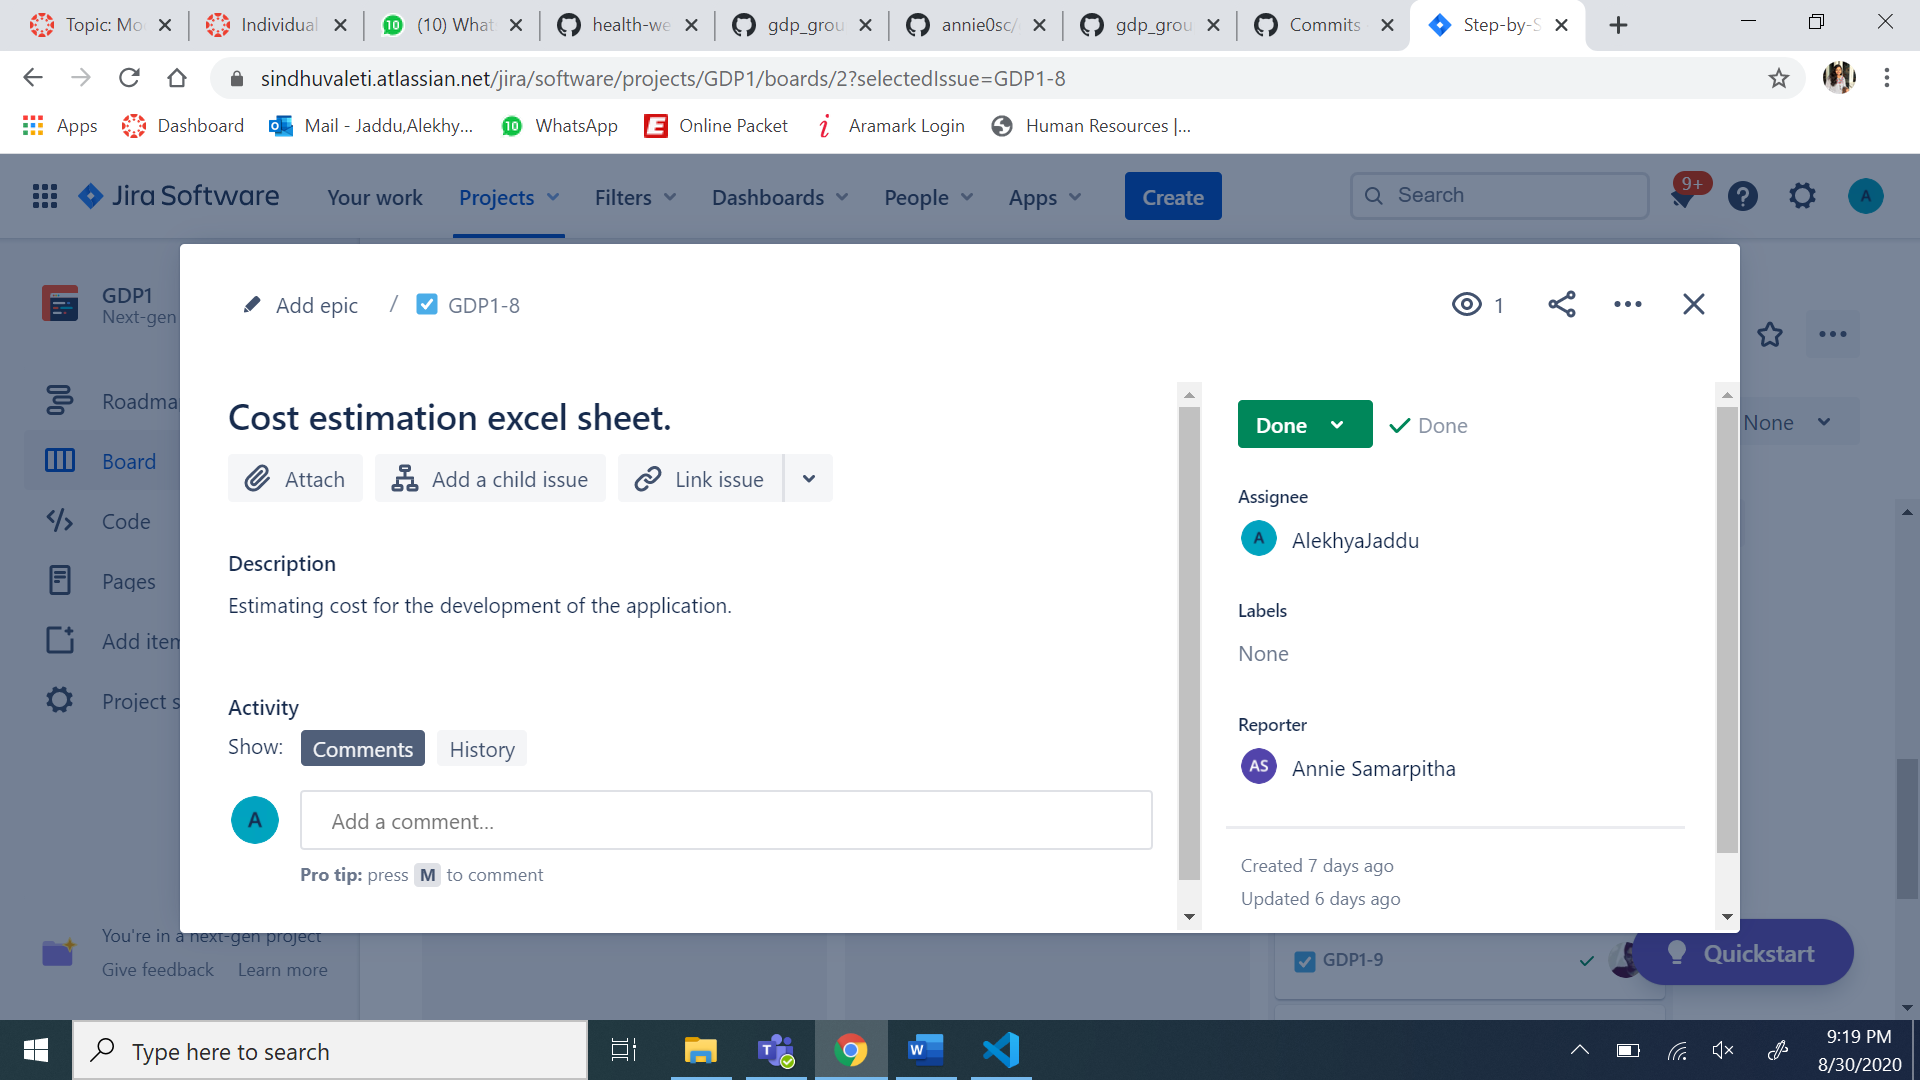 Topic: Mo
Individual
(10) What
health-we
gdp_grou
annie0sc/
gdp_grou
Commits
Step-by-S
sindhuvaleti.atlassian.net/jira/software/projects/GDP1/boards/2?selectedIssue=GDP1-8
Apps
Dashboard
Mail - Jaddu,Alekhy...
10
WhatsApp
Online Packet
Aramark Login
Human Resources |...
Jira Software
Your work
Projects
Filters
Dashboards
People
Apps
Create
Search
9+
A
GDP1
Next-gen
Roadma
Board
Code
Pages
Add item
Project s
You're in a next-gen project
Give feedback
Learn more
Add epic
/
GDP1-8
1
Cost estimation excel sheet.
Attach
Add a child issue
Link issue
Description
Estimating cost for the development of the application.
Activity
Show:
Comments
History
A
Add a comment...
Pro tip: press M to comment
Done
Done
Assignee
A
AlekhyaJaddu
Labels
None
Reporter
AS
Annie Samarpitha
Created 7 days ago
Updated 6 days ago
None
GDP1-9
Quickstart
Type here to search
9:19 PM
8/30/2020